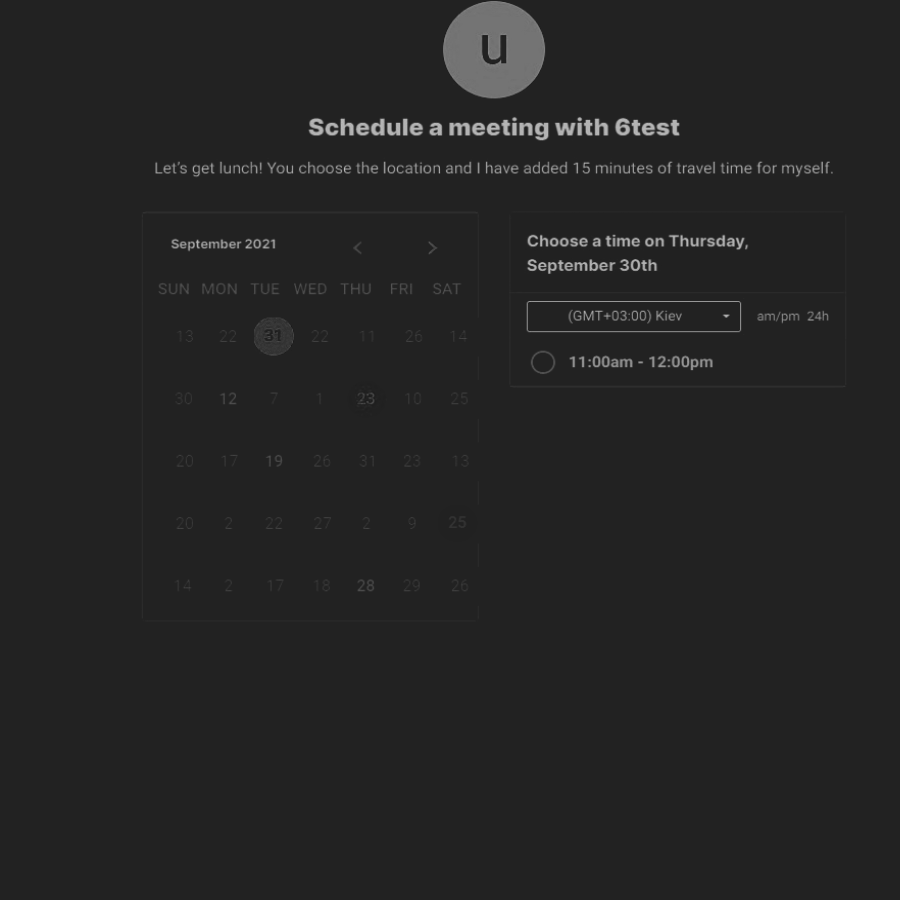 u
Schedule a meeting with 6test
Let's get lunch! You choose the location and I have added 15 minutes of travel time for myself.
September 2021
SUN MON TUE WED THU FRI SAT
13 22 31 22 11 26 14
30 12 7 1 23 10 25
20 17 19 26 31 23 13
20 2 22 27 2 9 25
14 2 17 18 28 29 26
Choose a time on Thursday,
September 30th
(GMT+03:00) Kiev am/pm 24h
11:00am - 12:00pm